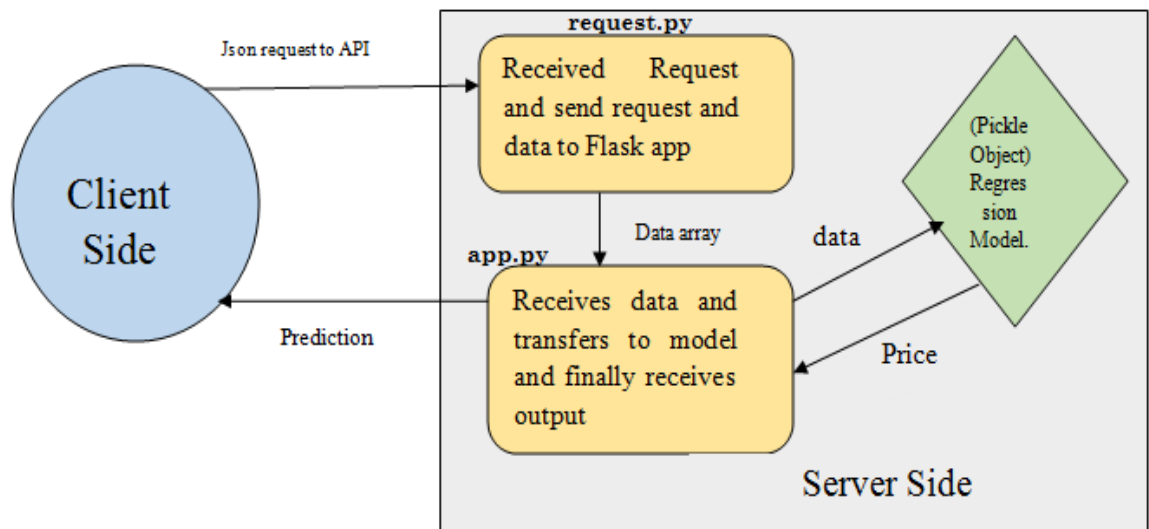 Json request to API
request.py
Received Request
and send request and
data to Flask app
(Pickle
Object)
Regres
sion
Model.
Client
Side
Data array
data
app.py
Receives data and
transfers to model
and finally receives
output
Prediction
Price
Server Side